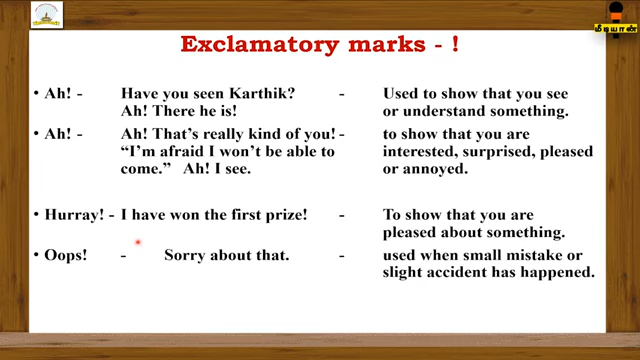 மீடியான்
Exclamatory marks - !
• Ah! - Have you seen Karthik? - Used to show that you see
Ah! There he is! or understand something.
• Ah! - Ah! That's really kind of you! - to show that you are
"I'm afraid I won't be able to interested, surprised, pleased
come." Ah! I see. or annoyed.
• Hurray! - I have won the first prize! - To show that you are
pleased about something.
• Oops! - Sorry about that. - used when small mistake or
slight accident has happened.